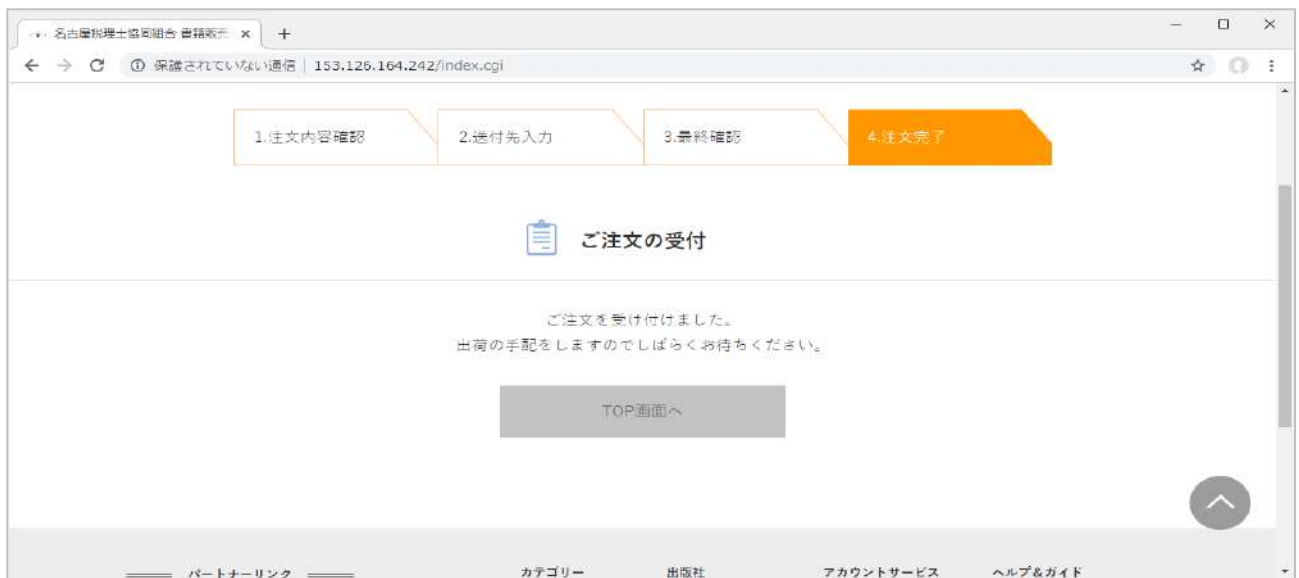 名古屋税理士協同組合 書籍販売
保護されていない通信 | 153.126.164.242/index.cgi
1.注文内容確認 2.送付先入力 3.最終確認 4.注文完了
ご注文の受付
ご注文を受け付けました。
出荷の手配をしますのでしばらくお待ちください。
TOP画面へ
パートナーリンク カテゴリー 出版社 アカウントサービス ヘルプ&ガイド